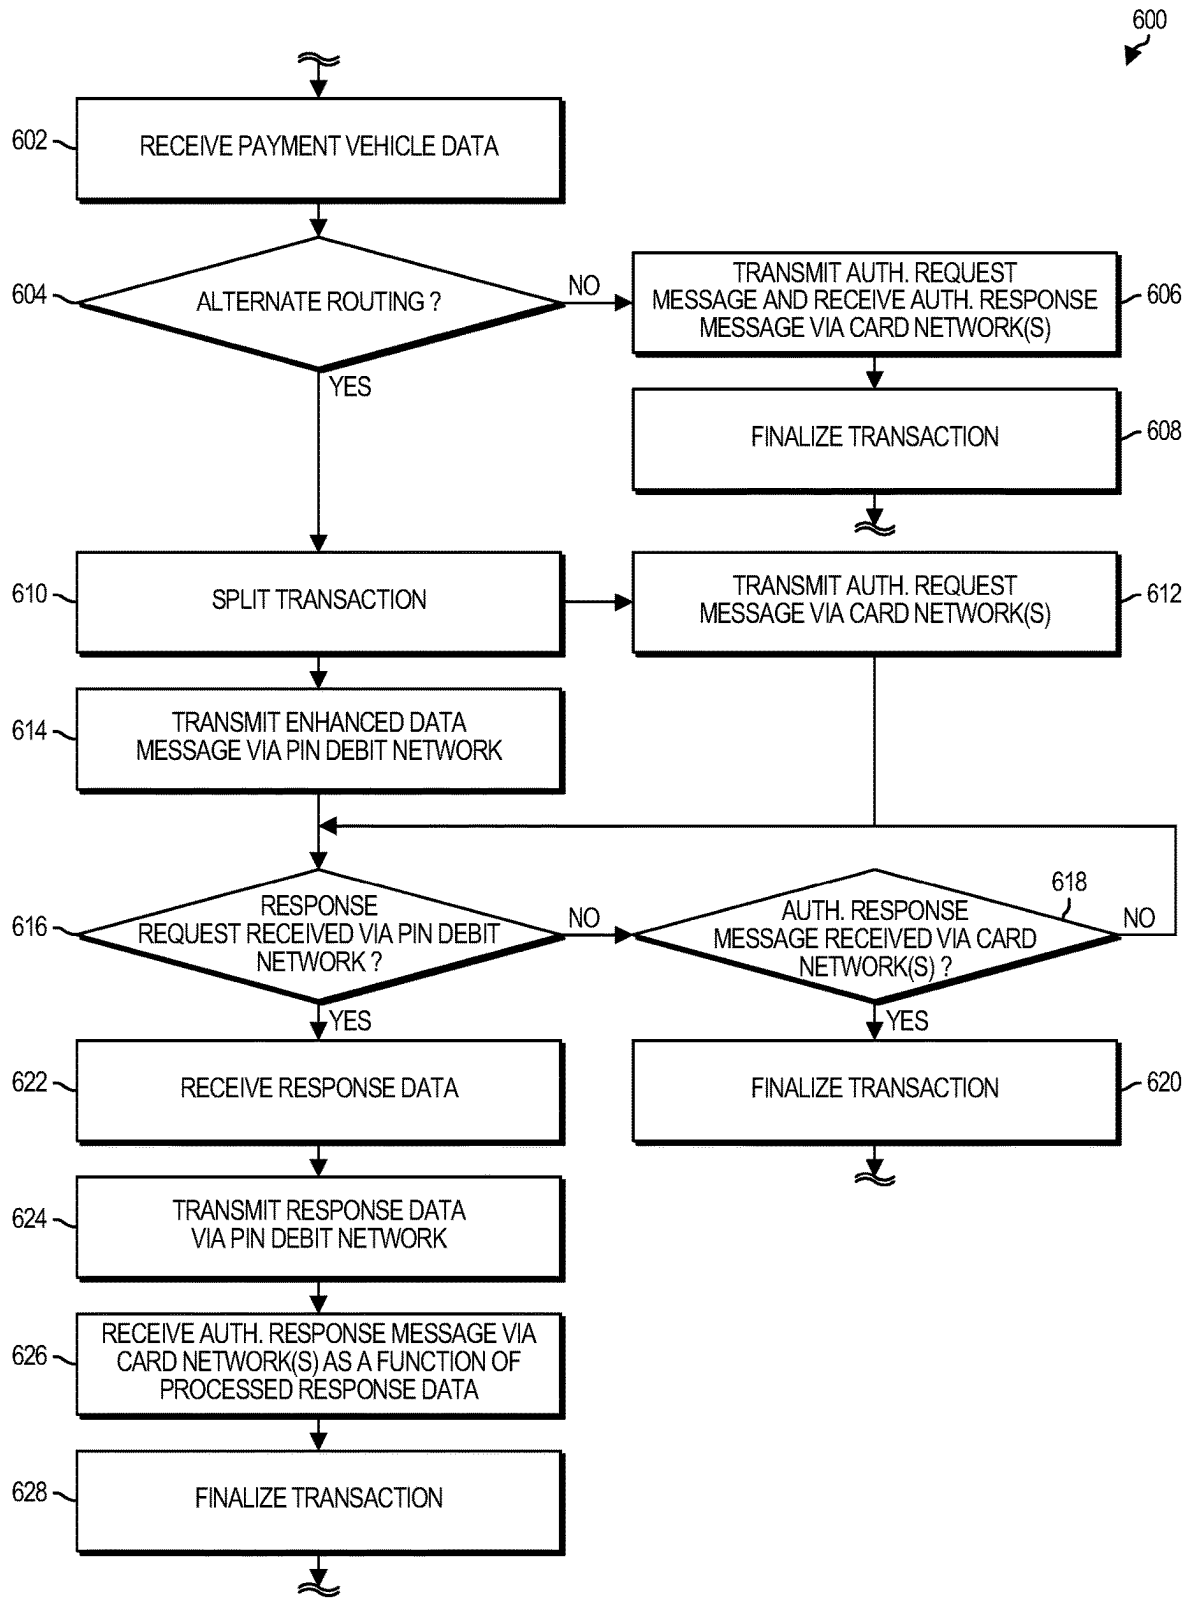 600
602
RECEIVE PAYMENT VEHICLE DATA
604
ALTERNATE ROUTING ?
NO
YES
TRANSMIT AUTH. REQUEST
MESSAGE AND RECEIVE AUTH. RESPONSE
MESSAGE VIA CARD NETWORK(S)
606
FINALIZE TRANSACTION
608
610
SPLIT TRANSACTION
TRANSMIT AUTH. REQUEST
MESSAGE VIA CARD NETWORK(S)
612
614
TRANSMIT ENHANCED DATA
MESSAGE VIA PIN DEBIT NETWORK
616
RESPONSE
REQUEST RECEIVED VIA PIN DEBIT
NETWORK ?
NO
YES
618
AUTH. RESPONSE
MESSAGE RECEIVED VIA CARD
NETWORK(S) ?
NO
YES
622
RECEIVE RESPONSE DATA
FINALIZE TRANSACTION
620
624
TRANSMIT RESPONSE DATA
VIA PIN DEBIT NETWORK
626
RECEIVE AUTH. RESPONSE MESSAGE VIA
CARD NETWORK(S) AS A FUNCTION OF
PROCESSED RESPONSE DATA
628
FINALIZE TRANSACTION